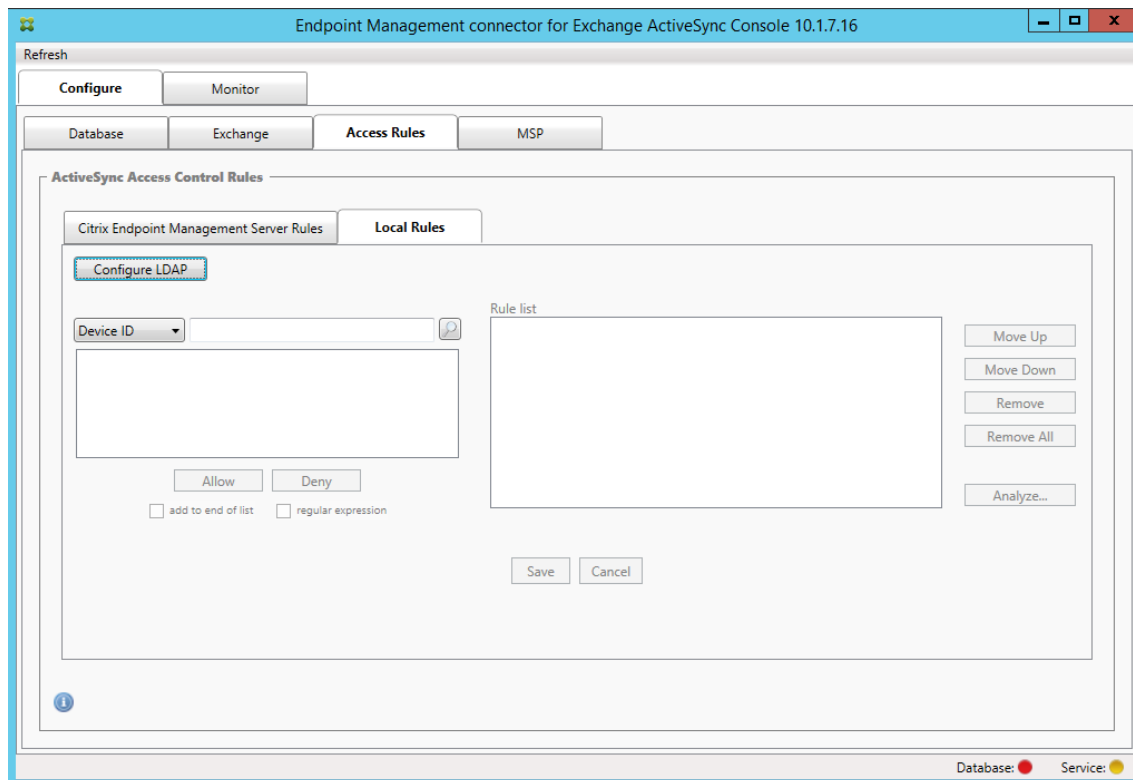 Endpoint Management connector for Exchange ActiveSync Console 10.1.7.16
Refresh
Configure Monitor
Database Exchange Access Rules MSP
ActiveSync Access Control Rules
Citrix Endpoint Management Server Rules Local Rules
Configure LDAP
Rule list
Device ID
Move Up
Move Down
Remove
Remove All
Allow Deny
Analyze...
add to end of list regular expression
Save Cancel
Database: Service: